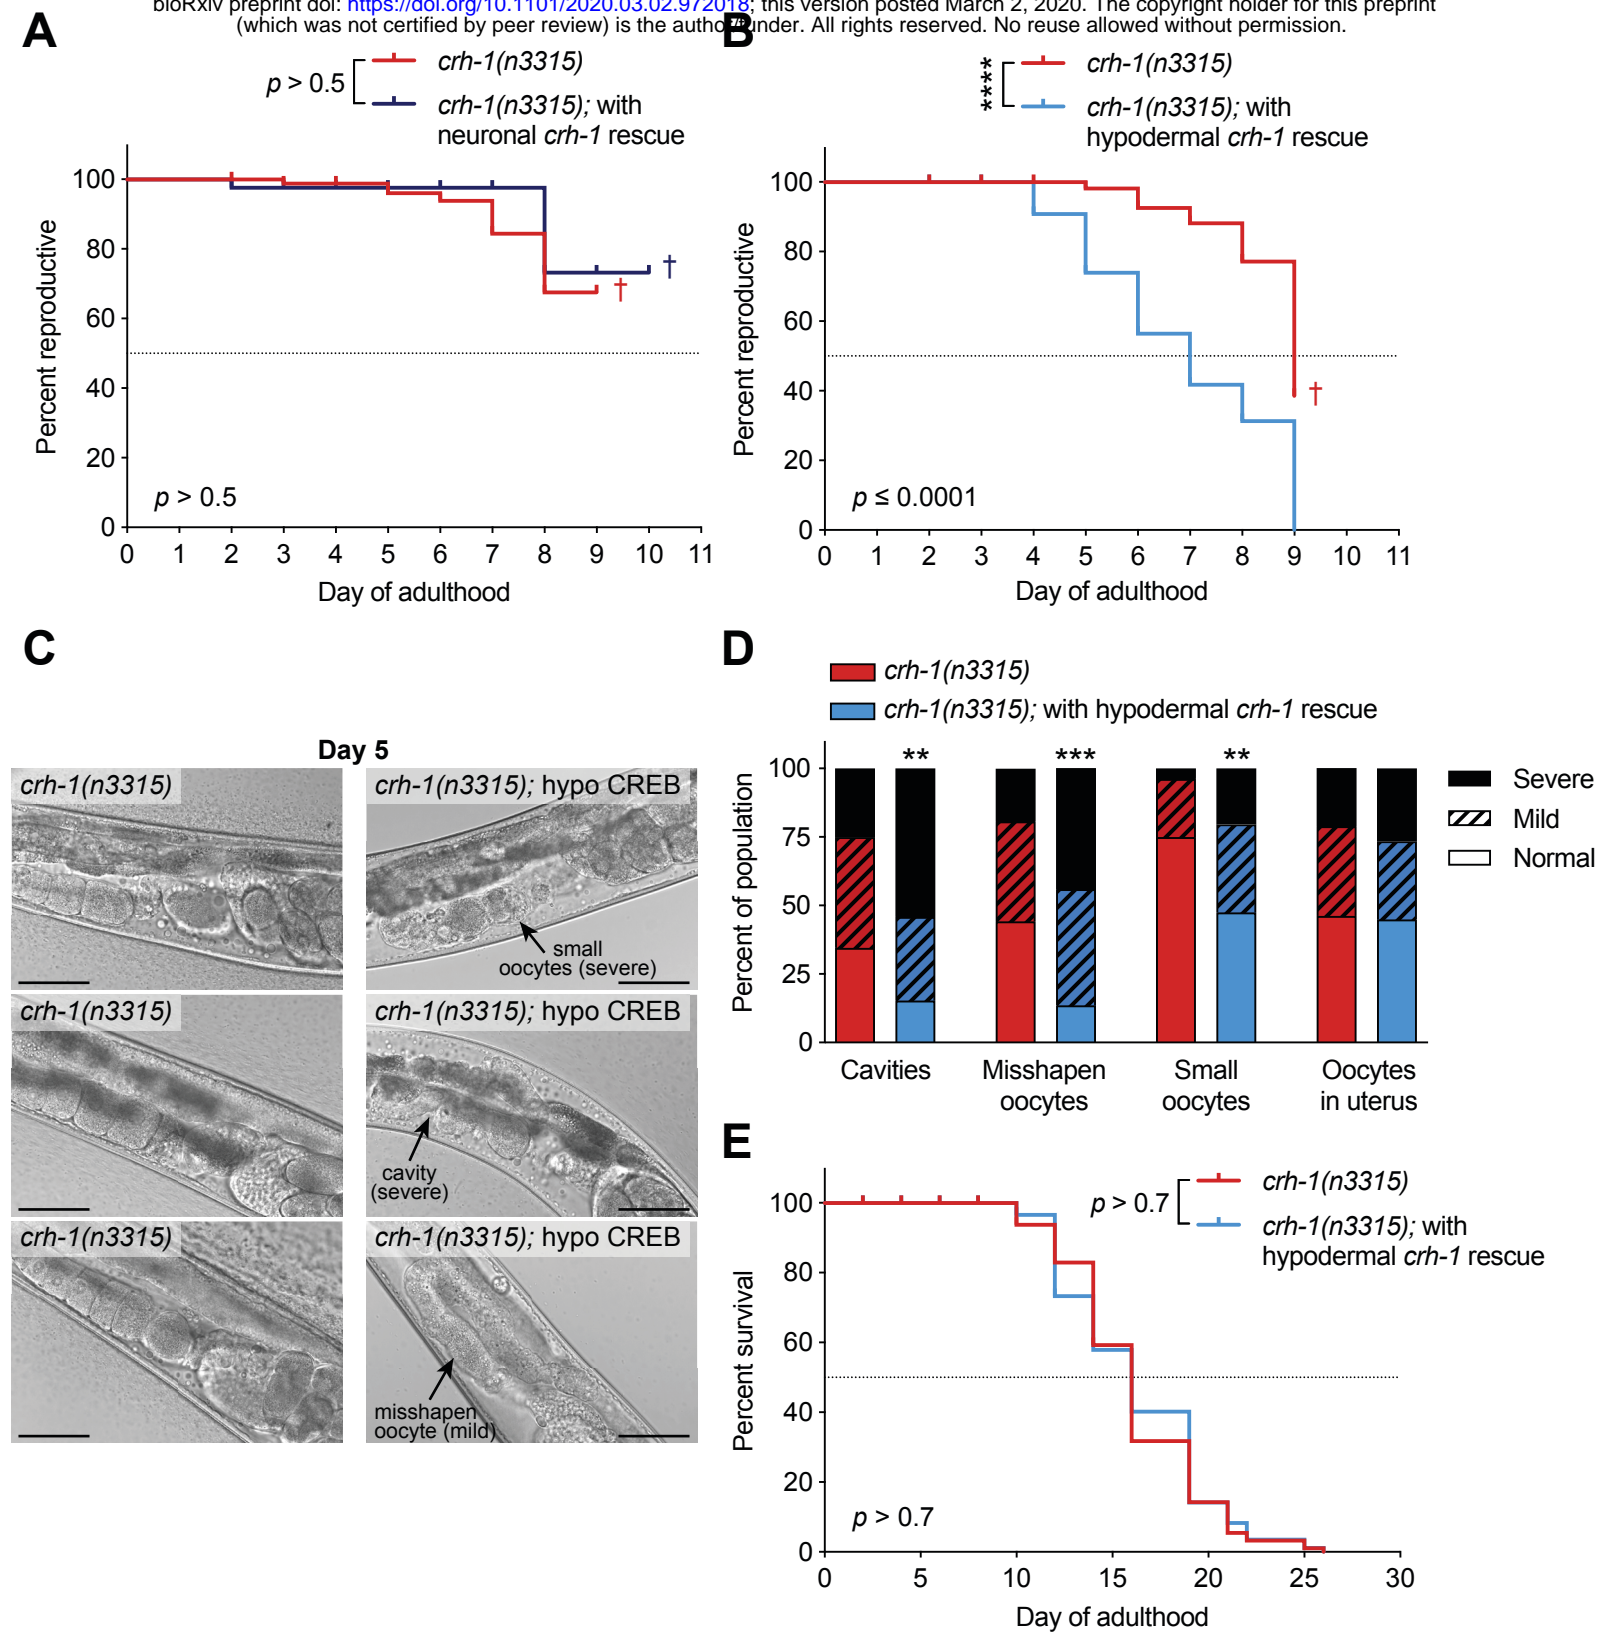 bioRxiv preprint doi: https://doi.org/10.1101/2020.03.02.972018; this version posted March 2, 2020. The copyright holder for this preprint
(which was not certified by peer review) is the author/funder. All rights reserved. No reuse allowed without permission.
A
p > 0.5
crh-1(n3315)
crh-1(n3315); with
neuronal crh-1 rescue
Percent reproductive
100
80
60
40
20
0
p > 0.5
0 1 2 3 4 5 6 7 8 9 10 11
Day of adulthood
†
†
B
****
crh-1(n3315)
crh-1(n3315); with
hypodermal crh-1 rescue
Percent reproductive
100
80
60
40
20
0
p ≤ 0.0001
†
0 1 2 3 4 5 6 7 8 9 10 11
Day of adulthood
C
Day 5
crh-1(n3315)
crh-1(n3315); hypo CREB
small
oocytes (severe)
crh-1(n3315)
crh-1(n3315); hypo CREB
cavity
(severe)
crh-1(n3315)
crh-1(n3315); hypo CREB
misshapen
oocyte (mild)
D
crh-1(n3315)
crh-1(n3315); with hypodermal crh-1 rescue
Percent of population
100
75
50
25
0
** *** **
Severe
Mild
Normal
Cavities
Misshapen
oocytes
Small
oocytes
Oocytes
in uterus
E
p > 0.7
crh-1(n3315)
crh-1(n3315); with
hypodermal crh-1 rescue
Percent survival
100
80
60
40
20
0
p > 0.7
0 5 10 15 20 25 30
Day of adulthood